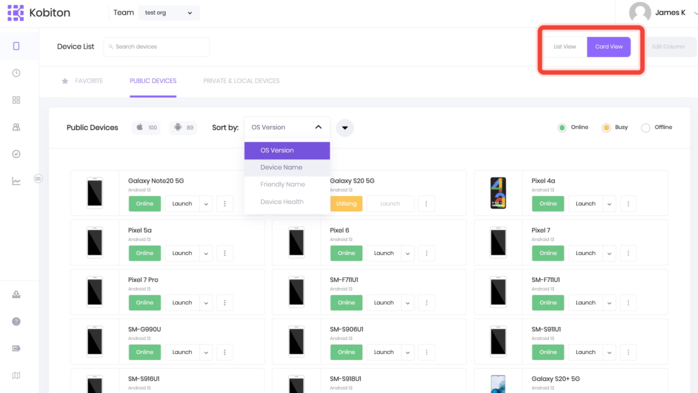 Kobiton
Team
test org
James K
Device List
Search devices
List View
Card View
Edit Column
FAVORITE
PUBLIC DEVICES
PRIVATE & LOCAL DEVICES
Public Devices
100
Sort by:
OS Version
Online
Busy
Offline
OS Version
Device Name
Friendly Name
Device Health
Galaxy Note20 5G
Android 13
Online
Launch
Galaxy S20 5G
Android 13
Utilizing
Launch
Pixel 4a
Android 13
Online
Launch
Pixel 5a
Android 13
Online
Launch
Pixel 6
Android 13
Online
Launch
Pixel 7
Android 13
Online
Launch
Pixel 7 Pro
Android 13
Online
Launch
SM-F711U1
Android 13
Online
Launch
SM-F711U1
Android 13
Online
Launch
SM-G990U
Android 13
Online
Launch
SM-S906U1
Android 13
Online
Launch
SM-S911U1
Android 13
Online
Launch
SM-S916U1
Android 13
SM-S918U1
Android 13
Galaxy S20+ 5G
Android 13